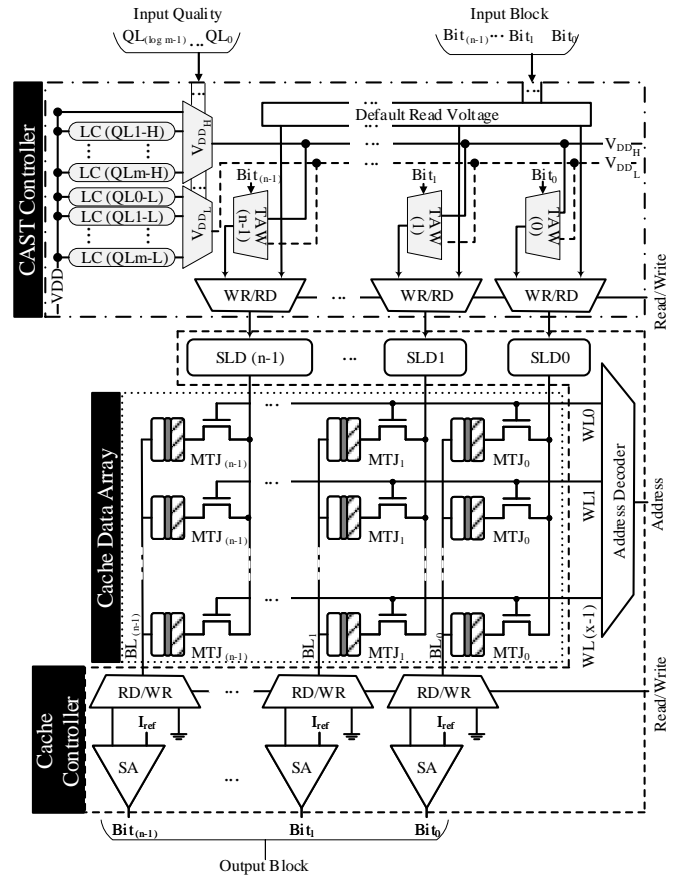 Input Quality
Input Block
QL(log m-1) ... QL0
Bit(n-1) ... Bit1 Bit0
CAST Controller
Default Read Voltage
LC (QL1-H)
LC (QLm-H)
LC (QL0-L)
LC (QL1-L)
LC (QLm-L)
VDD
VDDH
VDDL
VDDH
VDDL
Bit(n-1)
Bit1
Bit0
TAW (n-1)
TAW (1)
TAW (0)
WR/RD
... WR/RD
WR/RD
Read/Write
SLD (n-1)
... SLD1
SLD0
Cache Data Array
WL0
MTJ(n-1)
MTJ1
MTJ0
WL1
Address Decoder
Address
MTJ(n-1)
MTJ1
MTJ0
WL(x-1)
BL(n-1)
BL1
BL0
MTJ(n-1)
MTJ1
MTJ0
Cache Controller
RD/WR
... RD/WR
RD/WR
Read/Write
Iref
Iref
Iref
SA
... SA
SA
Bit(n-1)
Bit1
Bit0
Output Block